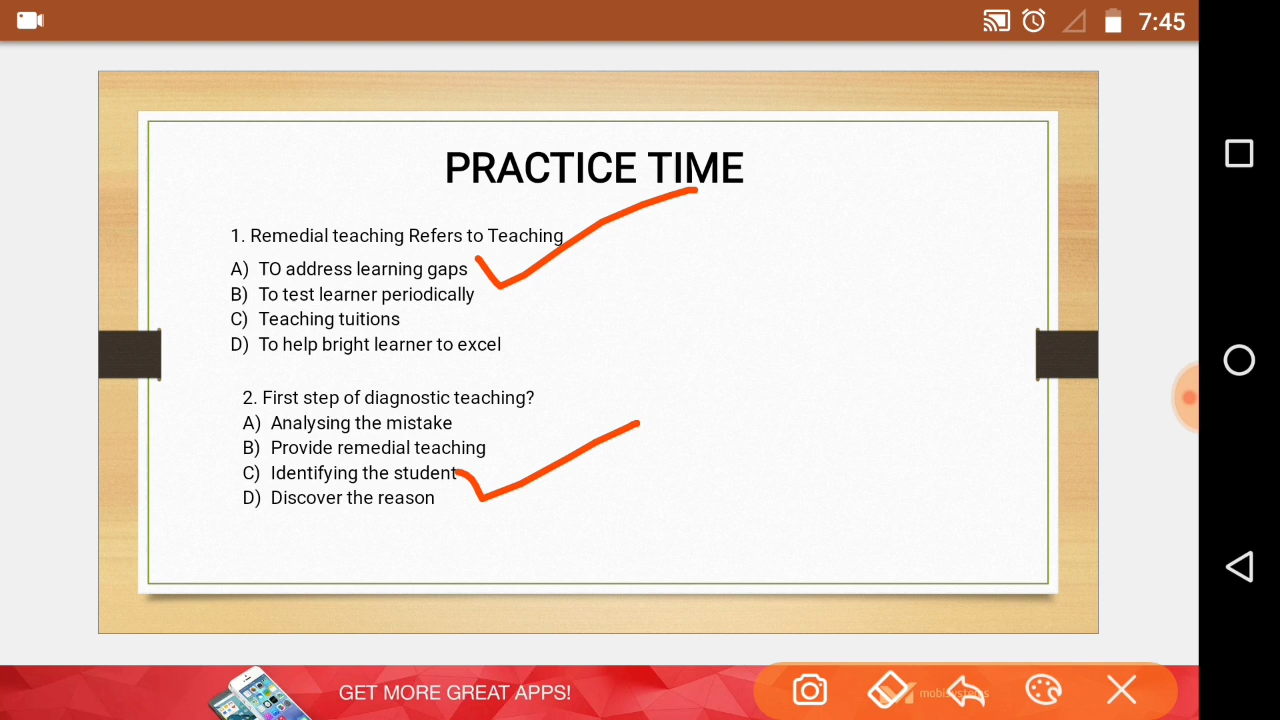 7:45
PRACTICE TIME
1. Remedial teaching Refers to Teaching
A) TO address learning gaps
B) To test learner periodically
C) Teaching tuitions
D) To help bright learner to excel
2. First step of diagnostic teaching?
A) Analysing the mistake
B) Provide remedial teaching
C) Identifying the student
D) Discover the reason
GET MORE GREAT APPS!
mobisystems